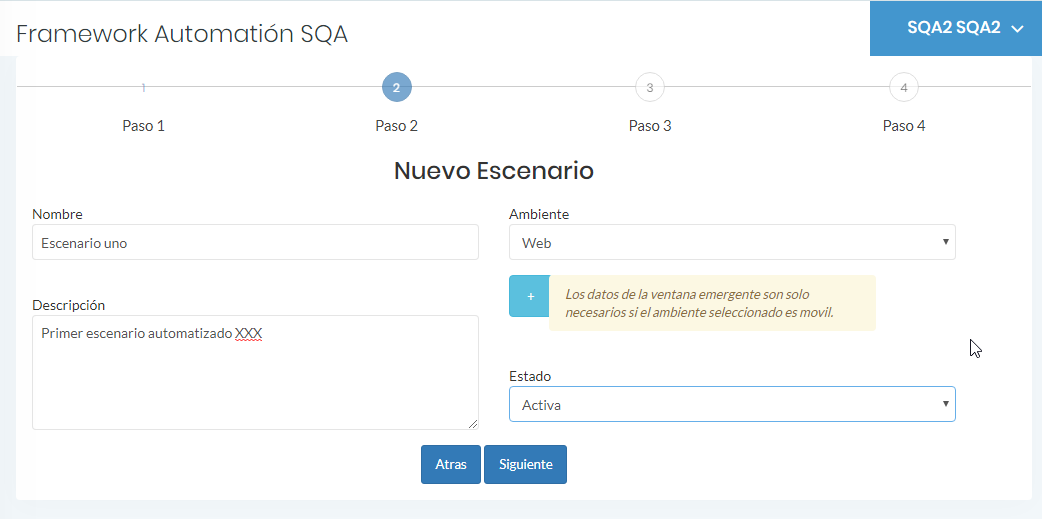 Framework Automatión SQA
SQA2 SQA2
1
2
3
4
Paso 1
Paso 2
Paso 3
Paso 4
Nuevo Escenario
Nombre
Ambiente
Escenario uno
Web
+
Los datos de la ventana emergente son solo
necesarios si el ambiente seleccionado es movil.
Descripción
Primer escenario automatizado XXX
Estado
Activa
Atras
Siguiente